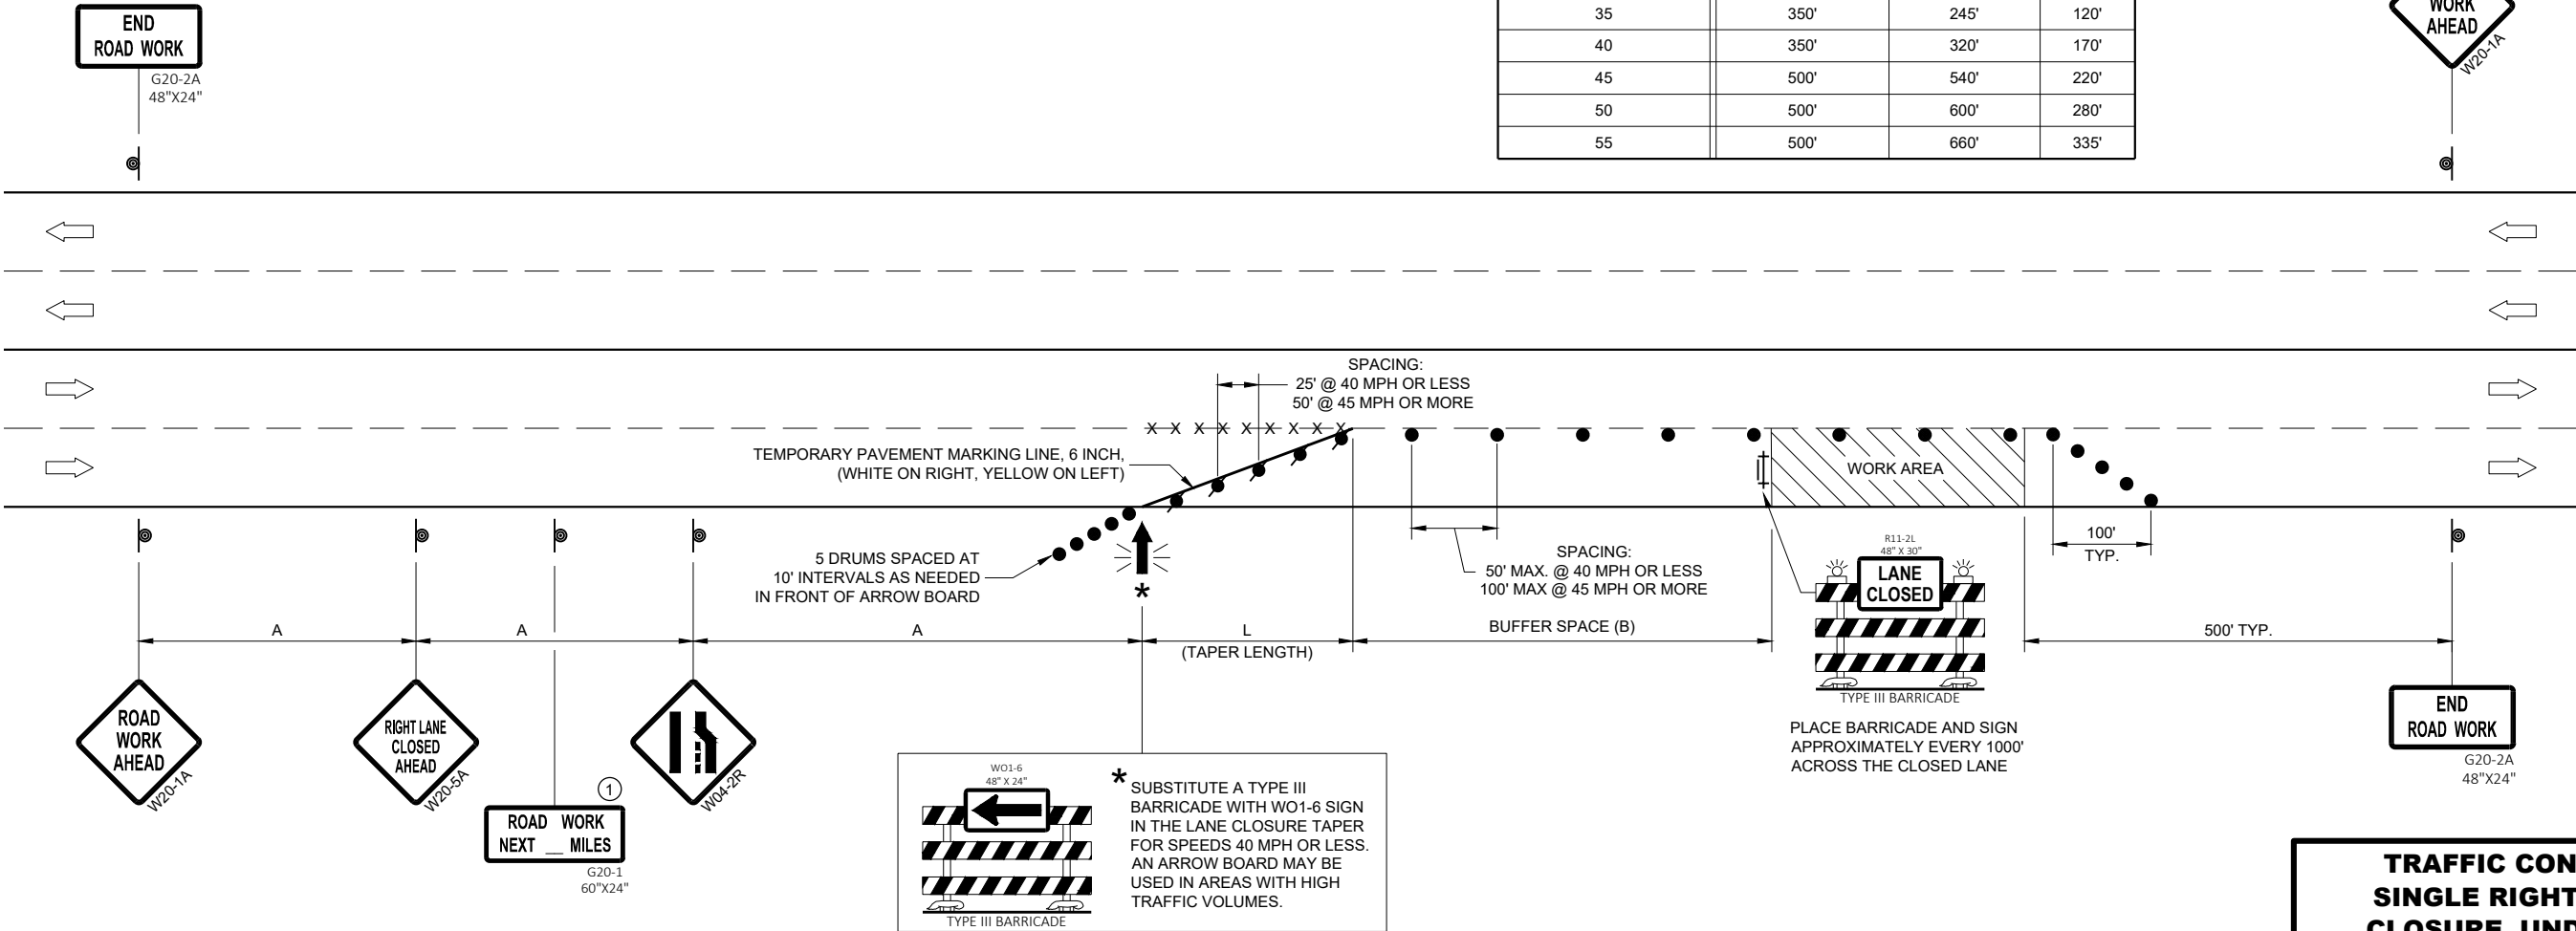 END
ROAD WORK
G20-2A
48"X24"
35 350' 245' 120'
40 350' 320' 170'
45 500' 540' 220'
50 500' 600' 280'
55 500' 660' 335'
WORK
AHEAD
W20-1A
SPACING:
25' @ 40 MPH OR LESS
50' @ 45 MPH OR MORE
X X X X X X X X X
TEMPORARY PAVEMENT MARKING LINE, 6 INCH,
(WHITE ON RIGHT, YELLOW ON LEFT)
WORK AREA
5 DRUMS SPACED AT
10' INTERVALS AS NEEDED
IN FRONT OF ARROW BOARD
*
SPACING:
50' MAX. @ 40 MPH OR LESS
100' MAX @ 45 MPH OR MORE
R11-2L
48" X 30"
LANE
CLOSED
TYPE III BARRICADE
100'
TYP.
A
A
A
L
(TAPER LENGTH)
BUFFER SPACE (B)
500' TYP.
PLACE BARRICADE AND SIGN
APPROXIMATELY EVERY 1000'
ACROSS THE CLOSED LANE
ROAD
WORK
AHEAD
W20-1A
RIGHT LANE
CLOSED
AHEAD
W20-5A
1
ROAD WORK
NEXT __ MILES
G20-1
60"X24"
W04-2R
WO1-6
48" X 24"
TYPE III BARRICADE
* SUBSTITUTE A TYPE III
BARRICADE WITH WO1-6 SIGN
IN THE LANE CLOSURE TAPER
FOR SPEEDS 40 MPH OR LESS.
AN ARROW BOARD MAY BE
USED IN AREAS WITH HIGH
TRAFFIC VOLUMES.
END
ROAD WORK
G20-2A
48"X24"
TRAFFIC CON
SINGLE RIGHT
CLOSURE, UND